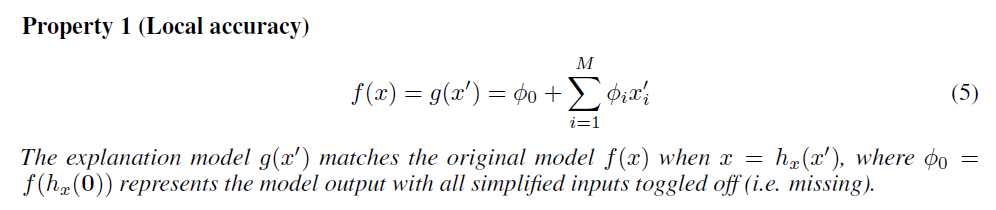 Property 1 (Local accuracy)
f(x) = g(x′) = ϕ0 + M∑i=1 ϕix′i (5)
The explanation model g(x′) matches the original model f(x) when x = hx(x′), where ϕ0 =
f(hx(0)) represents the model output with all simplified inputs toggled off (i.e. missing).